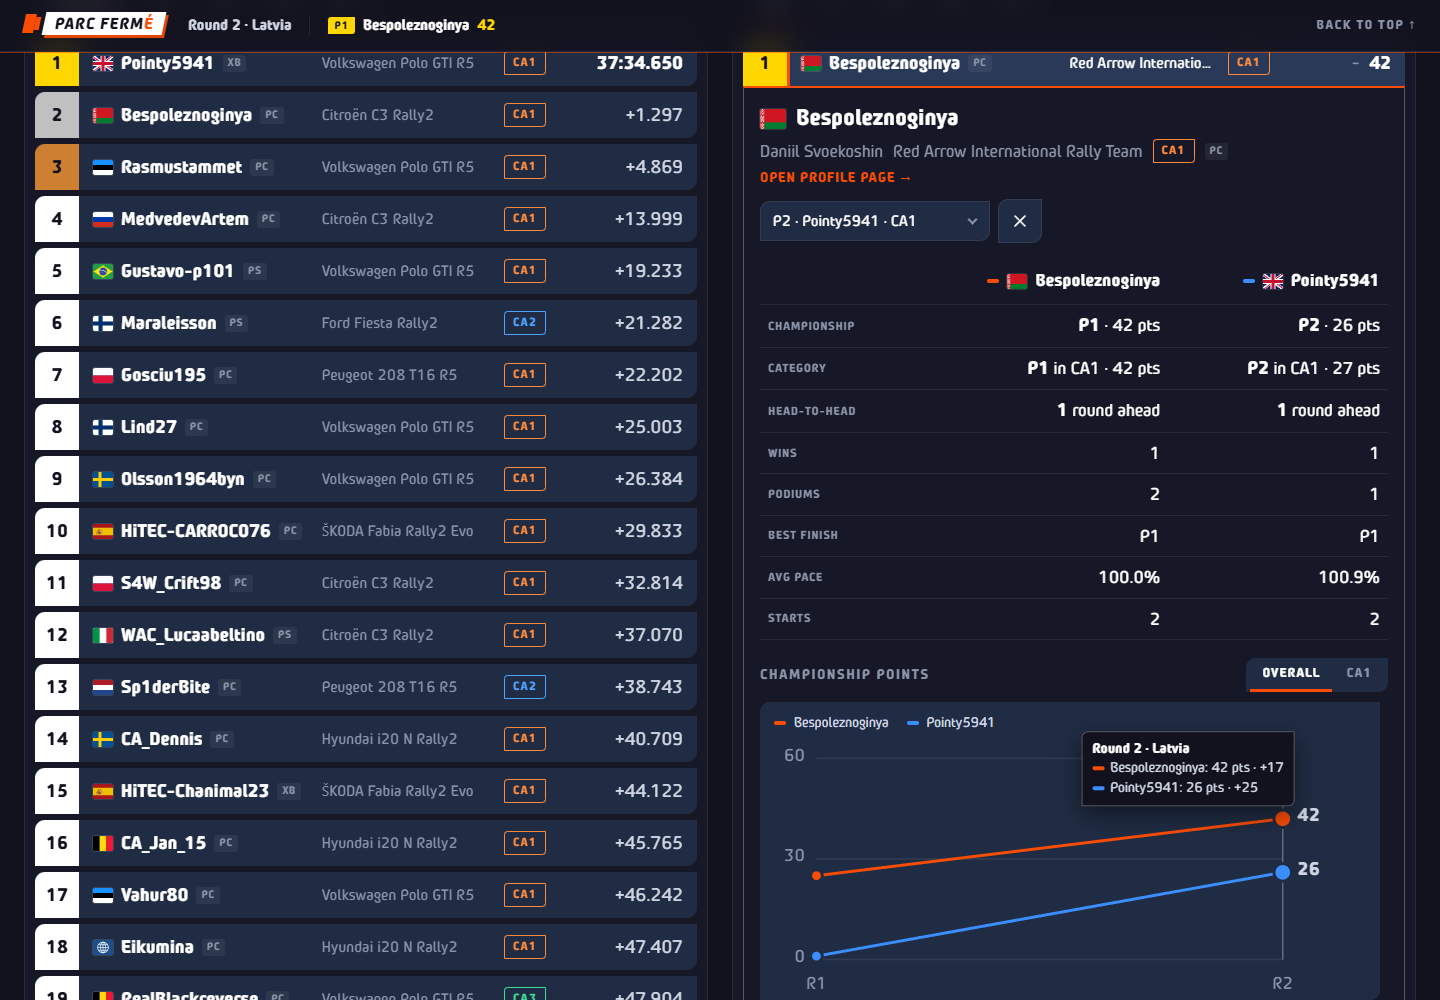 PARC FERMÉ
Round 2 · Latvia
P1 Bespoleznoginya 42
BACK TO TOP ↑
1 Pointy5941 XB Volkswagen Polo GTI R5 CA1 37:34.650
2 Bespoleznoginya PC Citroën C3 Rally2 CA1 +1.297
3 Rasmustammet PC Volkswagen Polo GTI R5 CA1 +4.869
4 MedvedevArtem PC Citroën C3 Rally2 CA1 +13.999
5 Gustavo-p101 PS Volkswagen Polo GTI R5 CA1 +19.233
6 Maraleisson PS Ford Fiesta Rally2 CA2 +21.282
7 Gosciu195 PC Peugeot 208 T16 R5 CA1 +22.202
8 Lind27 PC Volkswagen Polo GTI R5 CA1 +25.003
9 Olsson1964byn PC Volkswagen Polo GTI R5 CA1 +26.384
10 HiTEC-CARROCO76 PC ŠKODA Fabia Rally2 Evo CA1 +29.833
11 S4W_Crift98 PC Citroën C3 Rally2 CA1 +32.814
12 WAC_Lucaabeltino PS Citroën C3 Rally2 CA1 +37.070
13 Sp1derBite PC Peugeot 208 T16 R5 CA2 +38.743
14 CA_Dennis PC Hyundai i20 N Rally2 CA1 +40.709
15 HiTEC-Chanimal23 XB ŠKODA Fabia Rally2 Evo CA1 +44.122
16 CA_Jan_15 PC Hyundai i20 N Rally2 CA1 +45.765
17 Vahur80 PC Volkswagen Polo GTI R5 CA1 +46.242
18 Eikumina PC Hyundai i20 N Rally2 CA1 +47.407
19 RealBlackreverse PC Volkswagen Polo GTI R5 CA3 +47.904
1 Bespoleznoginya PC Red Arrow Internatio... CA1 – 42
Bespoleznoginya
Daniil Svoekoshin Red Arrow International Rally Team CA1 PC
OPEN PROFILE PAGE →
P2 · Pointy5941 · CA1
Bespoleznoginya Pointy5941
CHAMPIONSHIP P1 · 42 pts P2 · 26 pts
CATEGORY P1 in CA1 · 42 pts P2 in CA1 · 27 pts
HEAD-TO-HEAD 1 round ahead 1 round ahead
WINS 1 1
PODIUMS 2 1
BEST FINISH P1 P1
AVG PACE 100.0% 100.9%
STARTS 2 2
CHAMPIONSHIP POINTS
OVERALL CA1
Bespoleznoginya Pointy5941
Round 2 · Latvia
Bespoleznoginya: 42 pts · +17
Pointy5941: 26 pts · +25
60
42
30
26
0
R1 R2